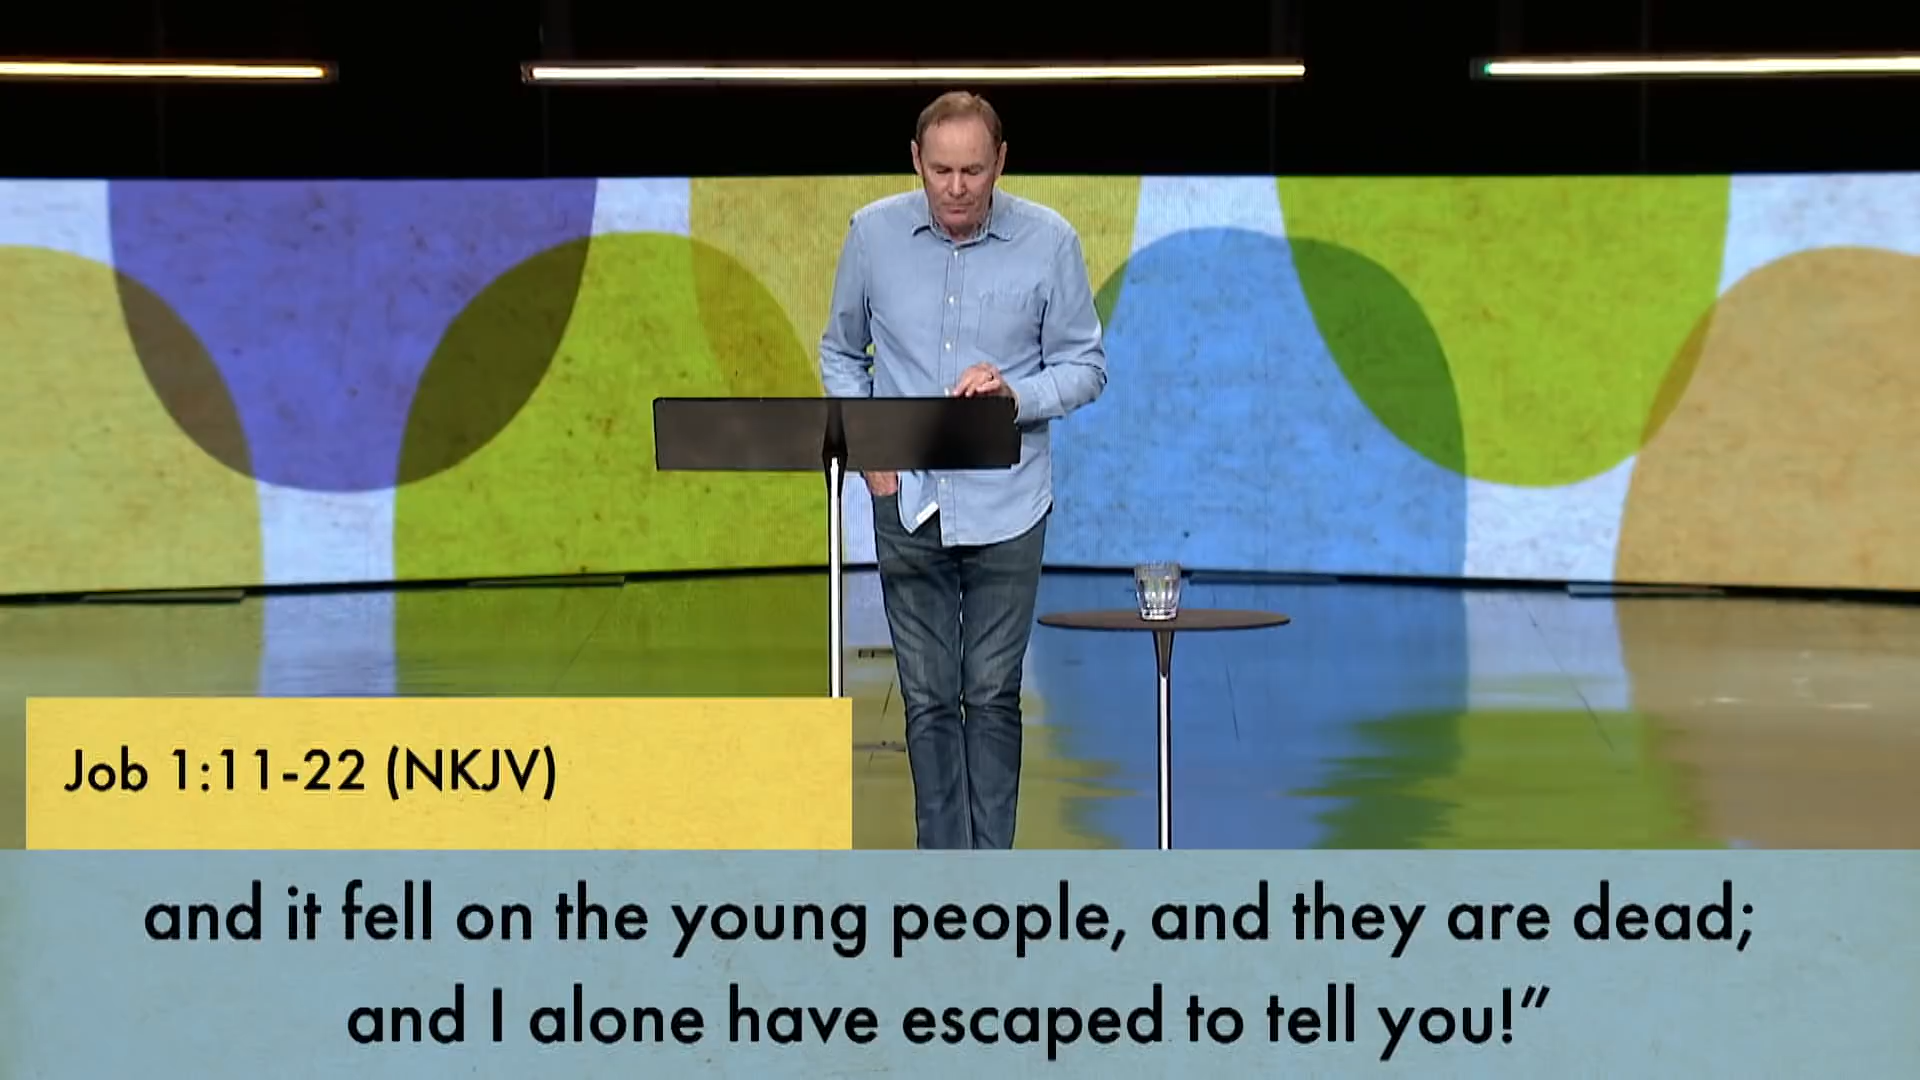 Job 1:11-22 (NKJV)
and it fell on the young people, and they are dead;
and I alone have escaped to tell you!”